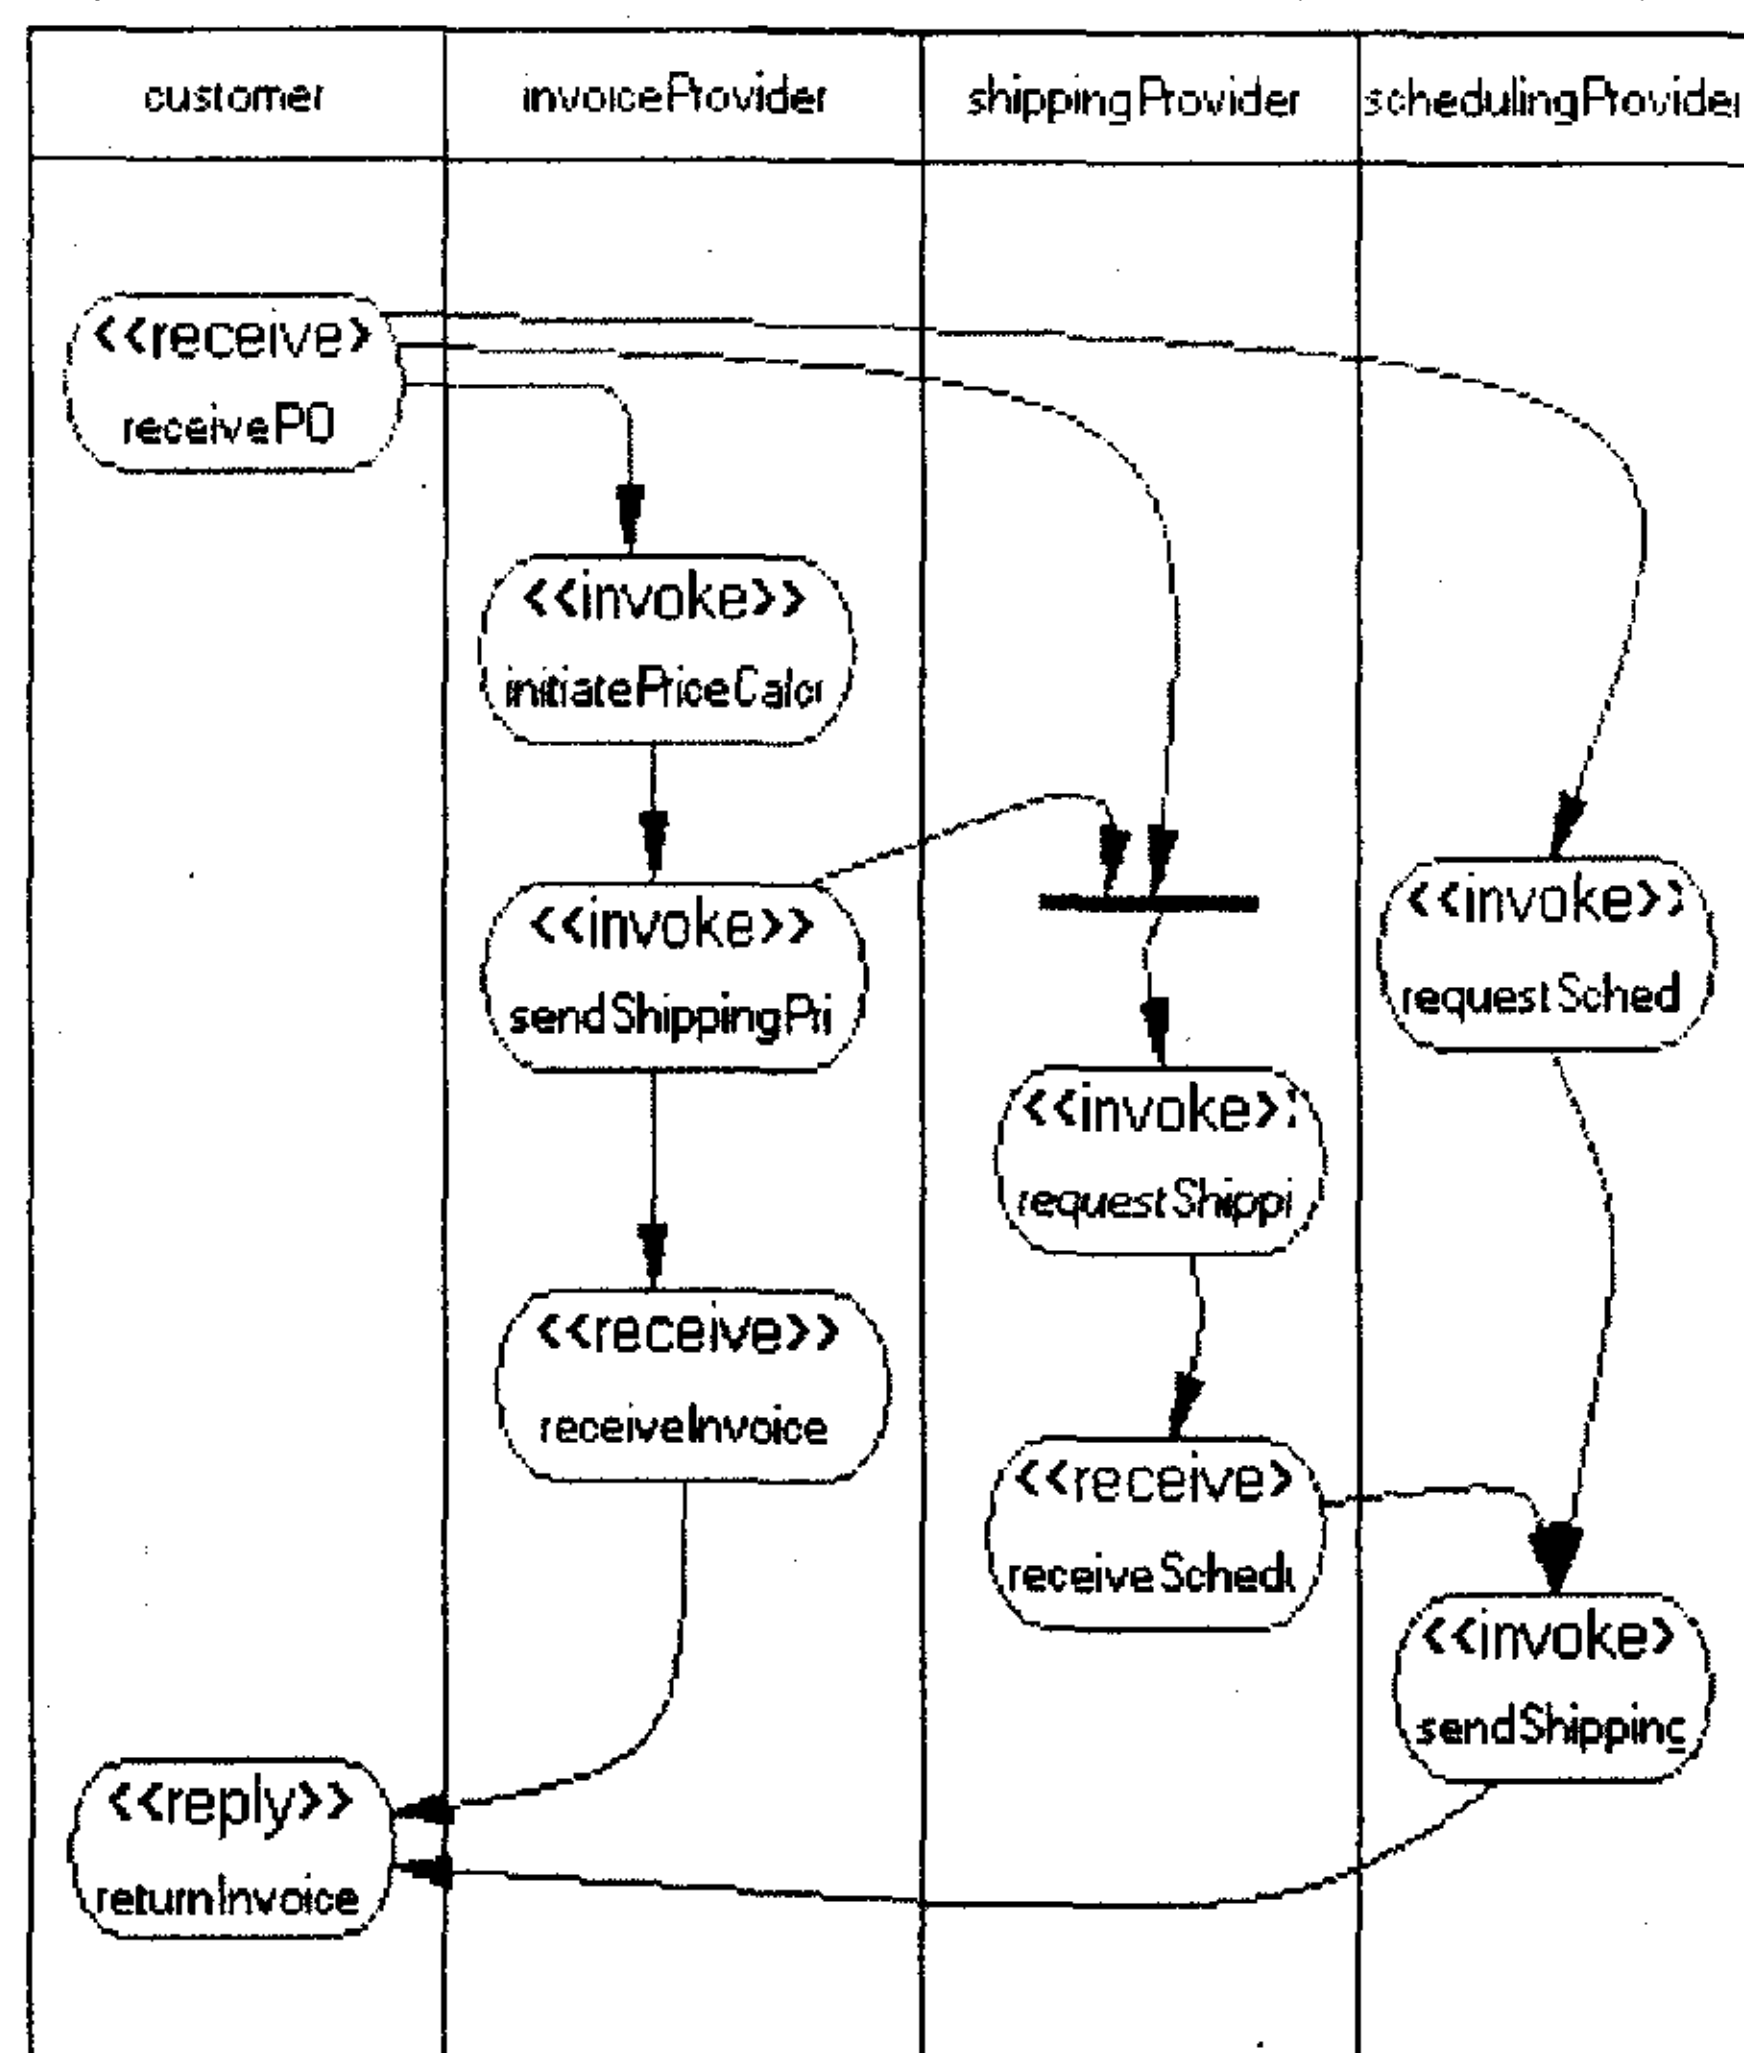 customer
invoiceProvider
shippingProvider
schedulingProvider
<<receive>
receivePO
<<invoke>>
initiatePriceCalc
<<invoke>>
sendShippingPri
<<invoke>>
requestSched
<<invoke>>
requestShippi
<<receive>>
receiveInvoice
<<receive>
receiveSchedu
<<invoke>
sendShipping
<<reply>>
returnInvoice